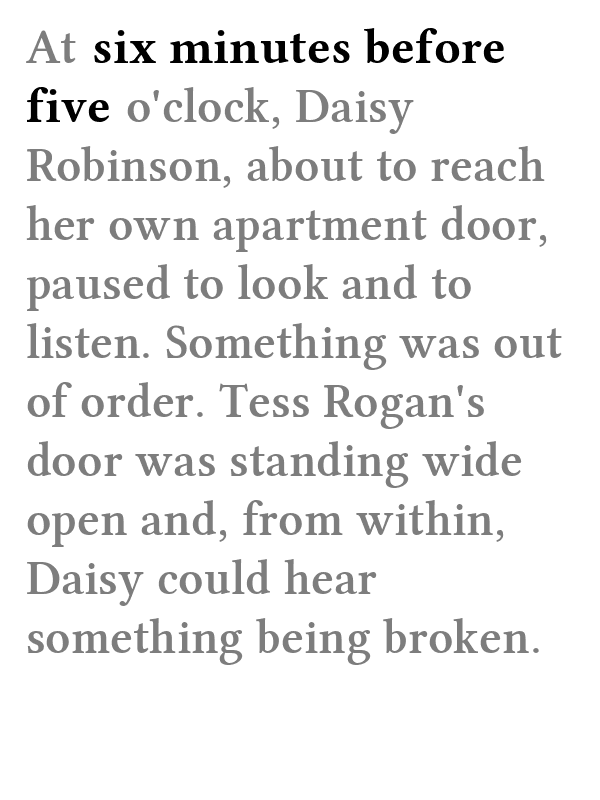 At six minutes before
five o'clock, Daisy
Robinson, about to reach
her own apartment door,
paused to look and to
listen. Something was out
of order. Tess Rogan's
door was standing wide
open and, from within,
Daisy could hear
something being broken.